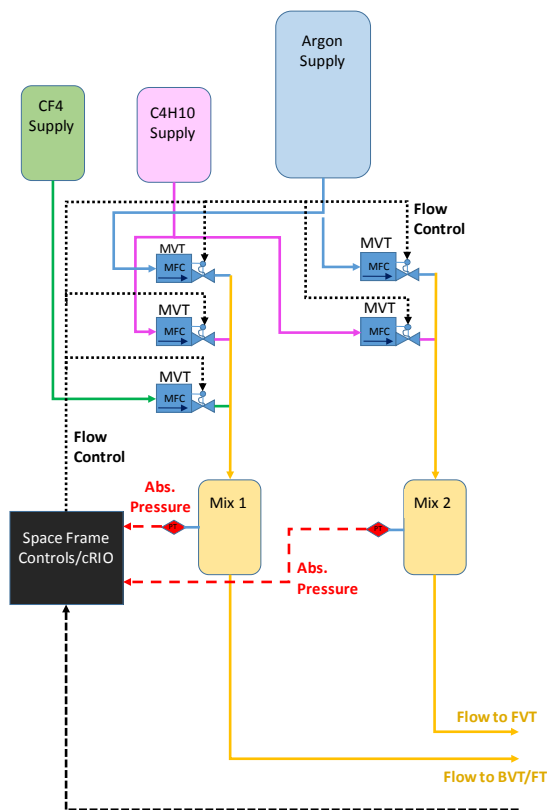 Argon
Supply
CF4
Supply
C4H10
Supply
Flow
Control
MVT
MFC
MVT
MFC
MVT
MFC
MVT
MFC
MVT
MFC
Flow
Control
Abs.
Pressure
Mix 1
Mix 2
PT
PT
Space Frame
Controls/cRIO
Abs.
Pressure
Flow to FVT
Flow to BVT/FT